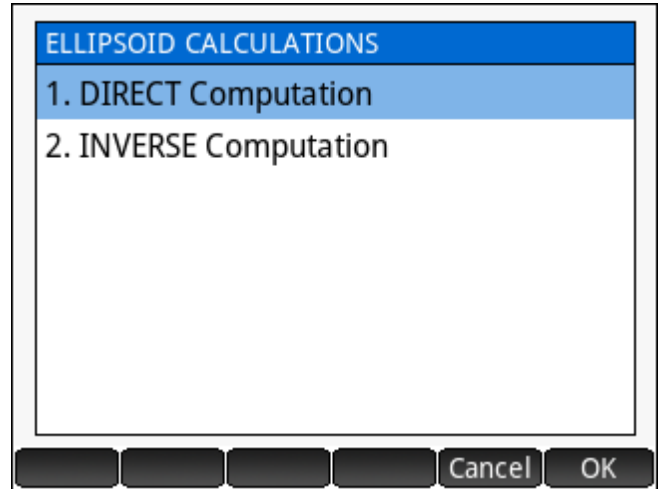 ELLIPSOID CALCULATIONS
1. DIRECT Computation
2. INVERSE Computation
Cancel OK